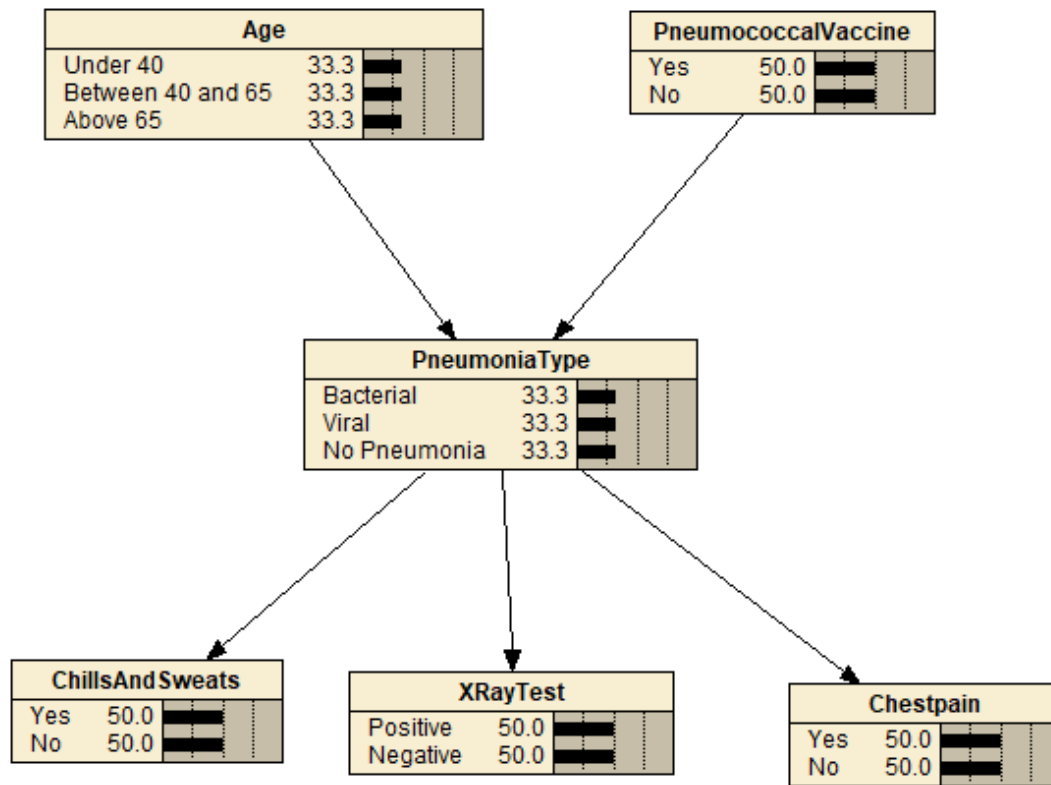 Age
Under 40 33.3
Between 40 and 65 33.3
Above 65 33.3
PneumococcalVaccine
Yes 50.0
No 50.0
PneumoniaType
Bacterial 33.3
Viral 33.3
No Pneumonia 33.3
ChillsAndSweats
Yes 50.0
No 50.0
XRayTest
Positive 50.0
Negative 50.0
Chestpain
Yes 50.0
No 50.0